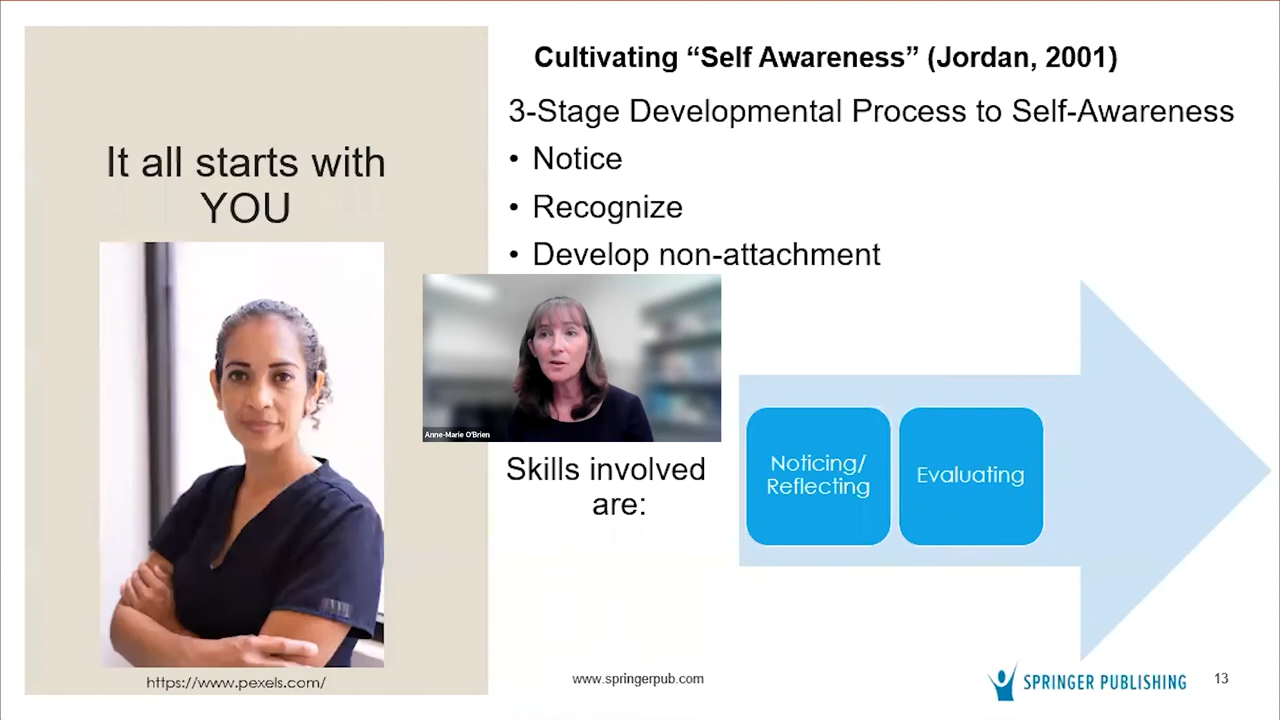 It all starts with
YOU
https://www.pexels.com/
Cultivating “Self Awareness” (Jordan, 2001)
3-Stage Developmental Process to Self-Awareness
• Notice
• Recognize
• Develop non-attachment
Anne-Marie O'Brien
Skills involved
are:
Noticing/
Reflecting
Evaluating
www.springerpub.com
SPRINGER PUBLISHING
13